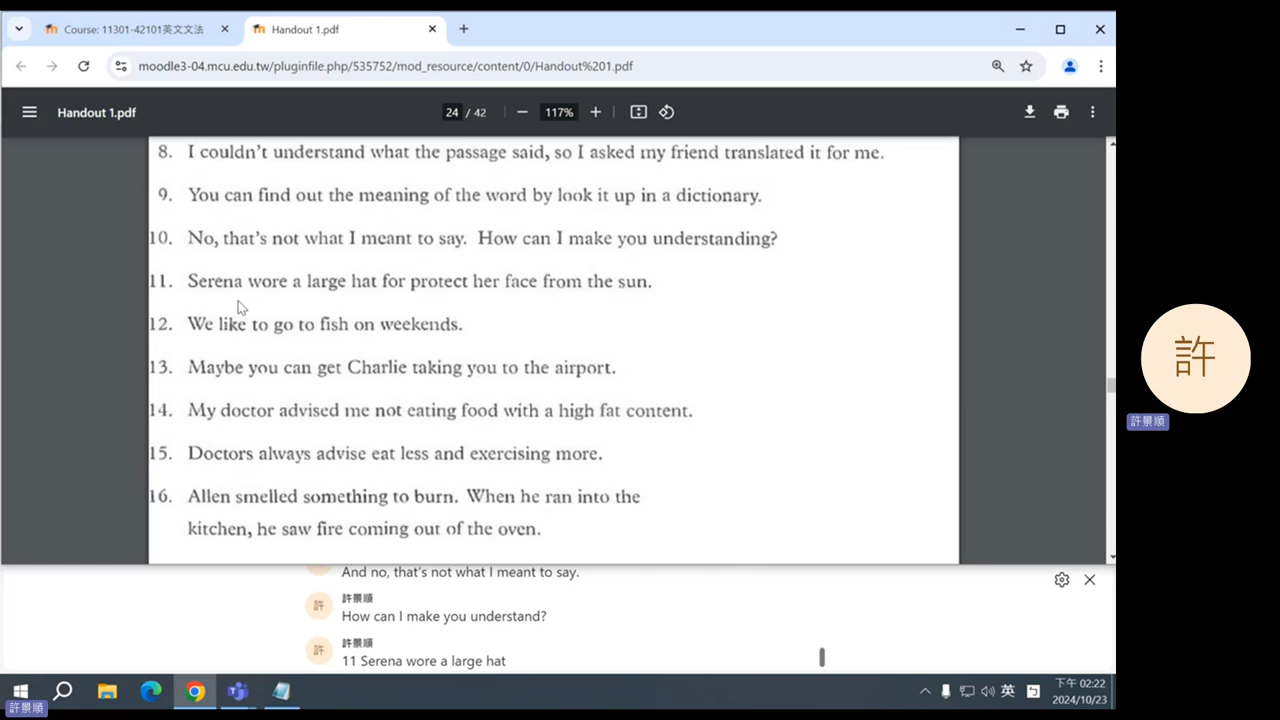 Course: 11301-42101英文文法
Handout 1.pdf
moodle3-04.mcu.edu.tw/pluginfile.php/535752/mod_resource/content/0/Handout%201.pdf
Handout 1.pdf
24 / 42
117%
8. I couldn't understand what the passage said, so I asked my friend translated it for me.
9. You can find out the meaning of the word by look it up in a dictionary.
10. No, that's not what I meant to say. How can I make you understanding?
11. Serena wore a large hat for protect her face from the sun.
12. We like to go to fish on weekends.
13. Maybe you can get Charlie taking you to the airport.
14. My doctor advised me not eating food with a high fat content.
15. Doctors always advise eat less and exercising more.
16. Allen smelled something to burn. When he ran into the
kitchen, he saw fire coming out of the oven.
And no, that's not what I meant to say.
許 許景順
How can I make you understand?
許 許景順
11 Serena wore a large hat
許
許景順
英
ㄅ
下午 02:22
2024/10/23
許景順